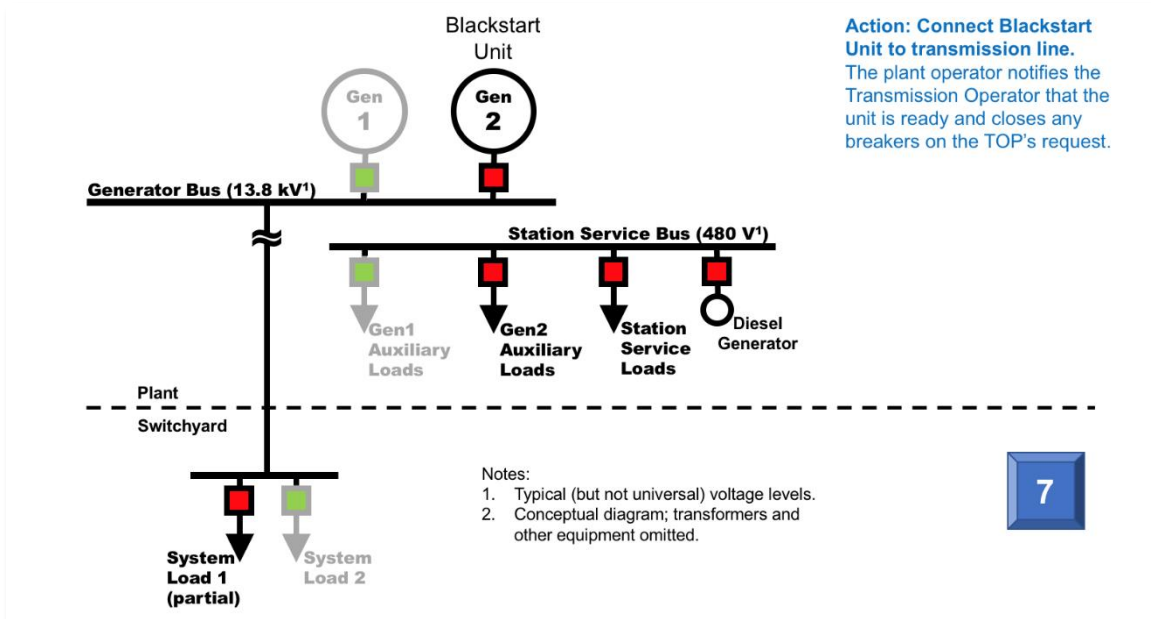 Blackstart
Unit
Action: Connect Blackstart
Unit to transmission line.
The plant operator notifies the
Transmission Operator that the
unit is ready and closes any
breakers on the TOP's request.
Gen
1
Gen
2
Generator Bus (13.8 kV¹)
Station Service Bus (480 V¹)
Gen1
Auxiliary
Loads
Gen2
Auxiliary
Loads
Station
Service
Loads
Diesel
Generator
Plant
Switchyard
Notes:
1. Typical (but not universal) voltage levels.
2. Conceptual diagram; transformers and
other equipment omitted.
7
System
Load 1
(partial)
System
Load 2